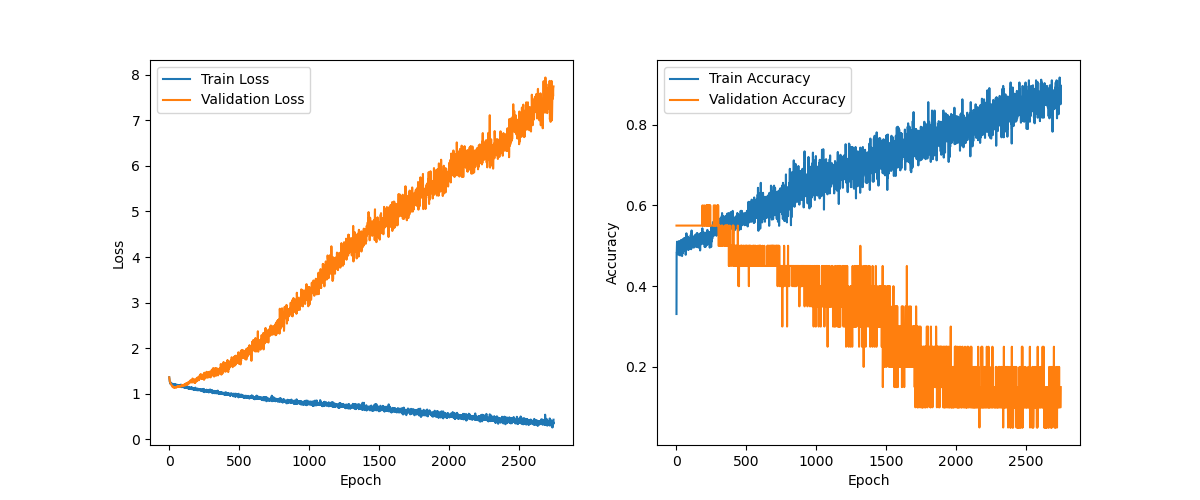 Train Loss
Validation Loss
8
7
6
5
4
3
2
1
0
Loss
0 500 1000 1500 2000 2500
Epoch
Train Accuracy
Validation Accuracy
0.8
0.6
0.4
0.2
Accuracy
0 500 1000 1500 2000 2500
Epoch